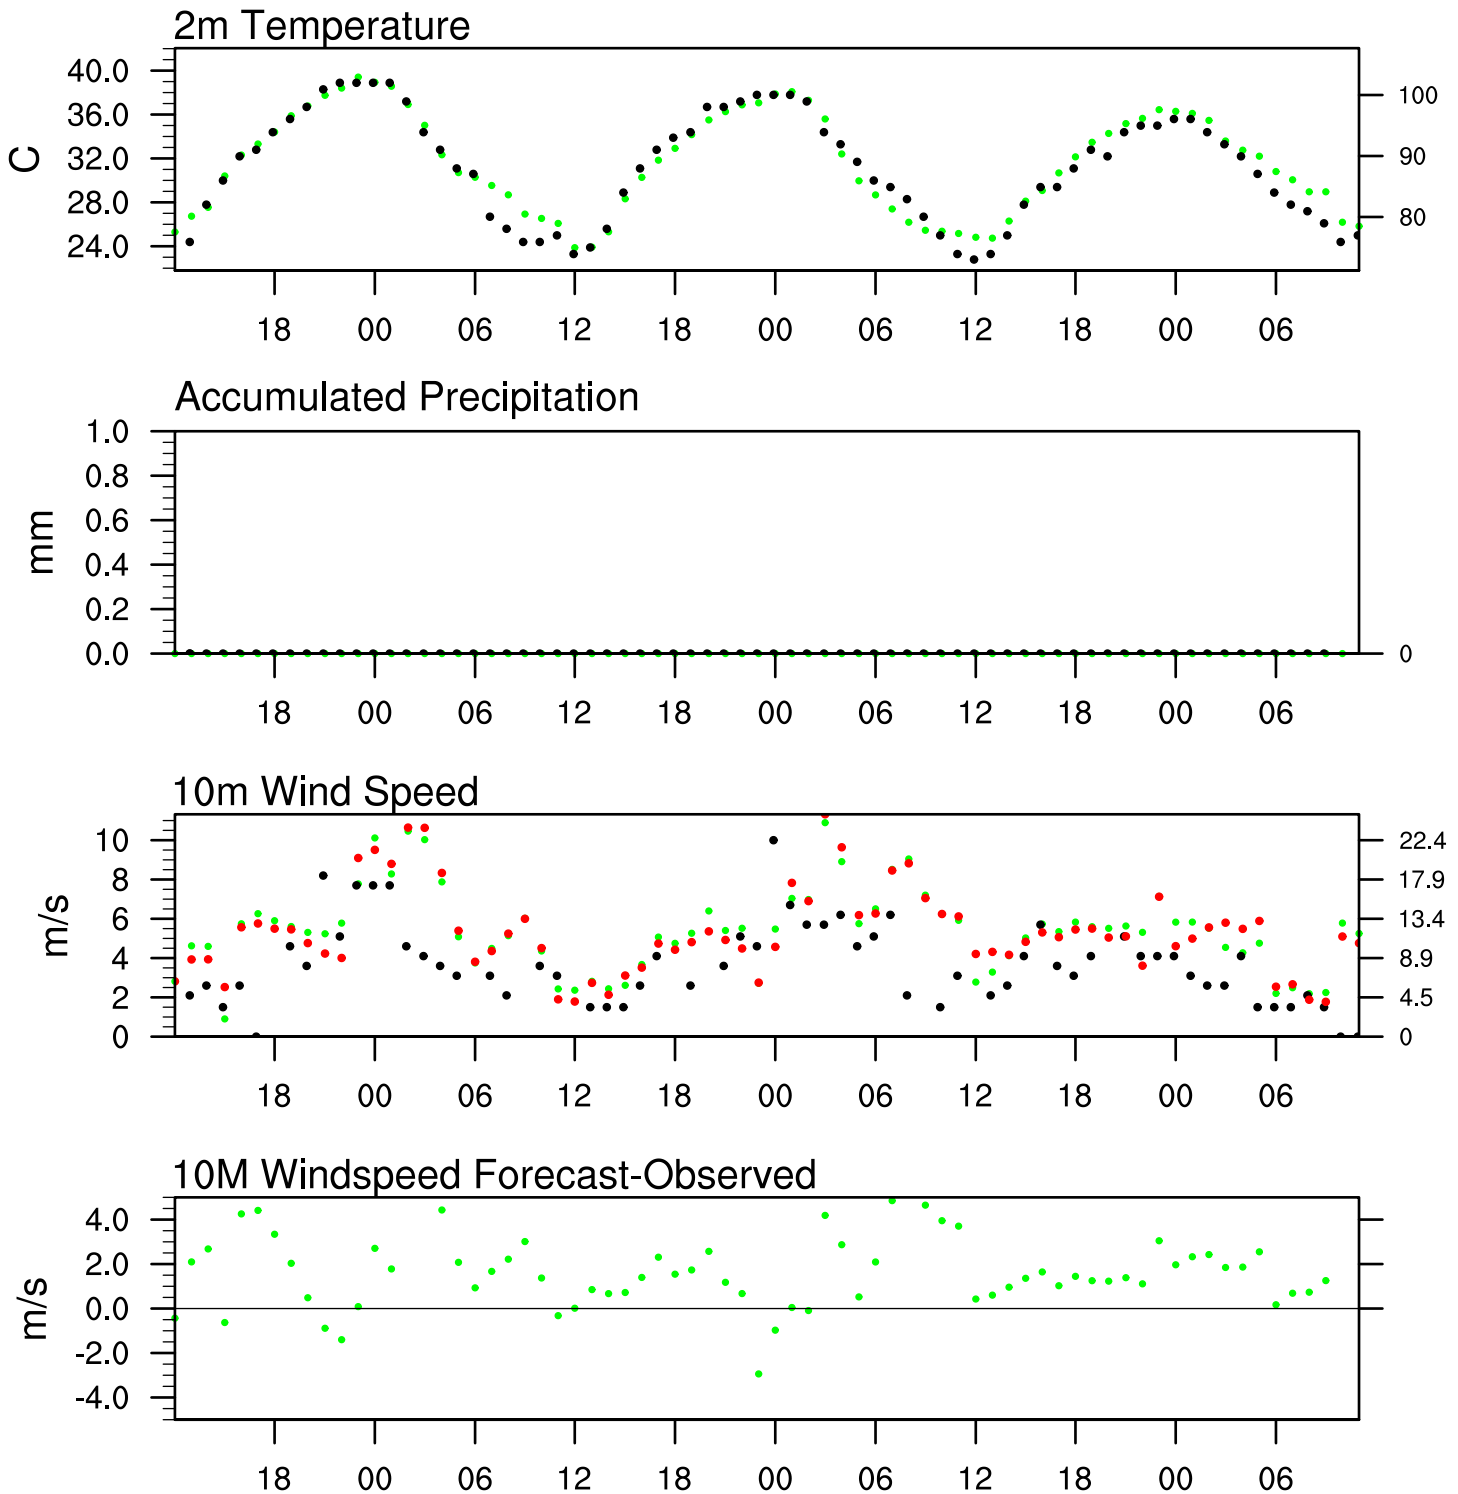 2m Temperature
40.0
36.0
32.0
28.0
24.0
C
100
90
80
18 00 06 12 18 00 06 12 18 00 06
Accumulated Precipitation
1.0
0.8
0.6
0.4
0.2
0.0
mm
0
18 00 06 12 18 00 06 12 18 00 06
10m Wind Speed
10
8
6
4
2
0
m/s
22.4
17.9
13.4
8.9
4.5
0
18 00 06 12 18 00 06 12 18 00 06
10M Windspeed Forecast-Observed
4.0
2.0
0.0
-2.0
-4.0
m/s
18 00 06 12 18 00 06 12 18 00 06